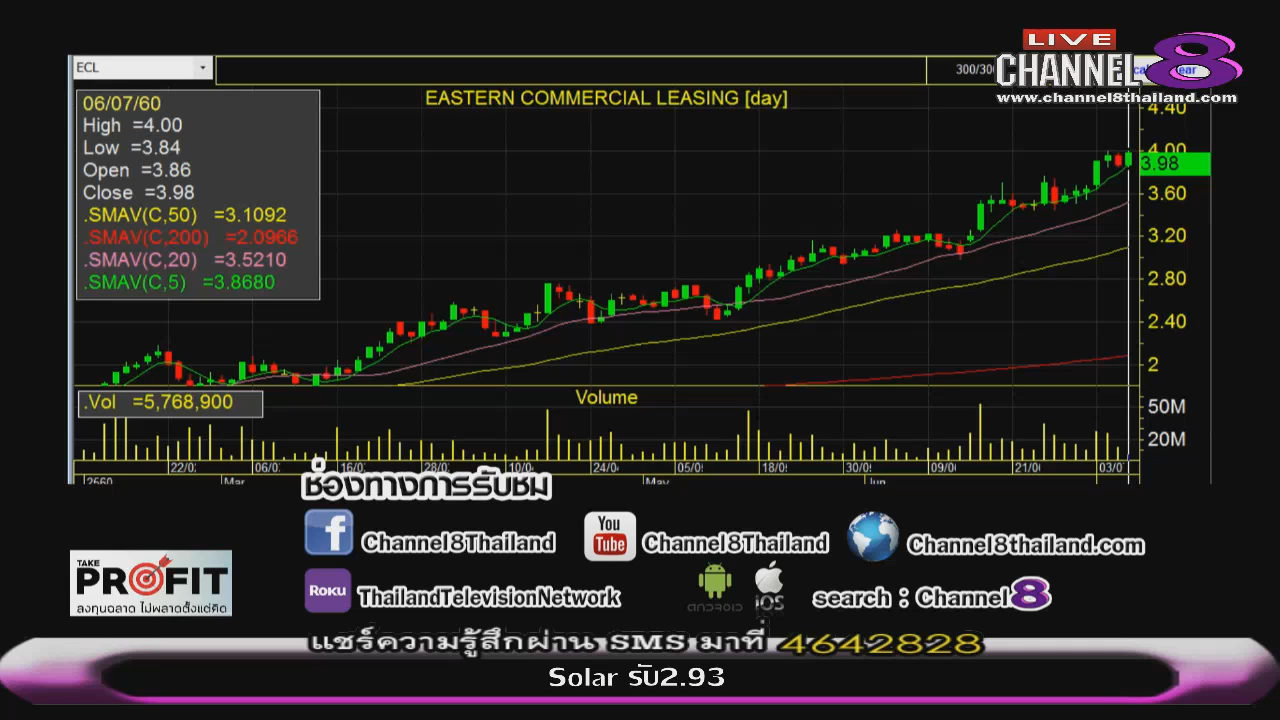 LIVE
CHANNEL 8
www.channel8thailand.com
ECL
300/300
EASTERN COMMERCIAL LEASING [day]
06/07/60
High =4.00
Low =3.84
Open =3.86
Close =3.98
.SMAV(C,50) =3.1092
.SMAV(C,200) =2.0966
.SMAV(C,20) =3.5210
.SMAV(C,5) =3.8680
4.40
4.00
3.98
3.60
3.20
2.80
2.40
2
.Vol =5,768,900
Volume
50M
20M
22/0 06/0 16/0 28/0 10/0 24/0 05/0 18/0 30/0 09/0 21/0 03/0
2560 Mar May Jun
ช่องทางการรับชม
f Channel8Thailand You Tube Channel8Thailand Channel8thailand.com
TAKE
PROFIT
ลงทุนฉลาด ไม่พลาดตั้งแต่คิด
ROKU ThailandTelevisionNetwork iOS search : Channel 8
แชร์ความรู้สึกผ่าน SMS มาที่ 4642828
Solar รับ2.93